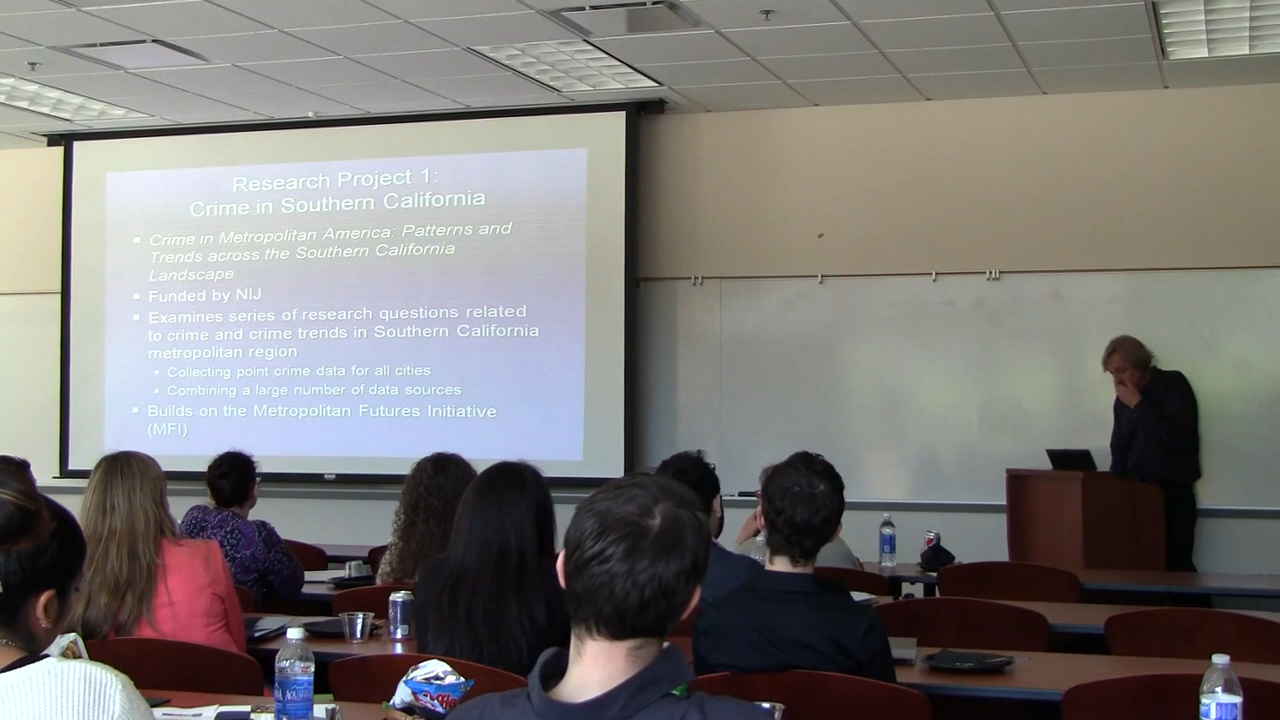 Research Project 1:
Crime in Southern California
Crime in Metropolitan America: Patterns and
Trends across the Southern California
Landscape
Funded by NIJ
Examines series of research questions related
to crime and crime trends in Southern California
metropolitan region
Collecting point crime data for all cities
Combining a large number of data sources
Builds on the Metropolitan Futures Initiative
(MFI)
AQUAFINA